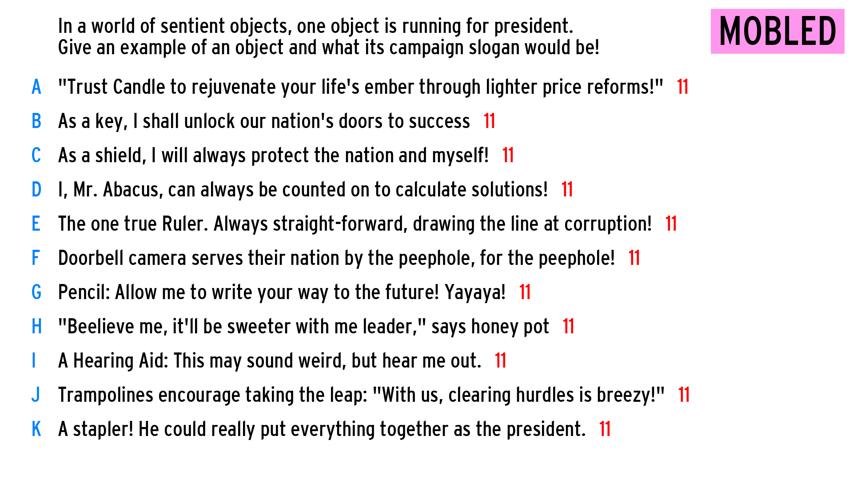 In a world of sentient objects, one object is running for president.
Give an example of an object and what its campaign slogan would be!
MOBLED
A "Trust Candle to rejuvenate your life's ember through lighter price reforms!" 11
B As a key, I shall unlock our nation's doors to success 11
C As a shield, I will always protect the nation and myself! 11
D I, Mr. Abacus, can always be counted on to calculate solutions! 11
E The one true Ruler. Always straight-forward, drawing the line at corruption! 11
F Doorbell camera serves their nation by the peephole, for the peephole! 11
G Pencil: Allow me to write your way to the future! Yayaya! 11
H "Beelieve me, it'll be sweeter with me leader," says honey pot 11
I A Hearing Aid: This may sound weird, but hear me out. 11
J Trampolines encourage taking the leap: "With us, clearing hurdles is breezy!" 11
K A stapler! He could really put everything together as the president. 11